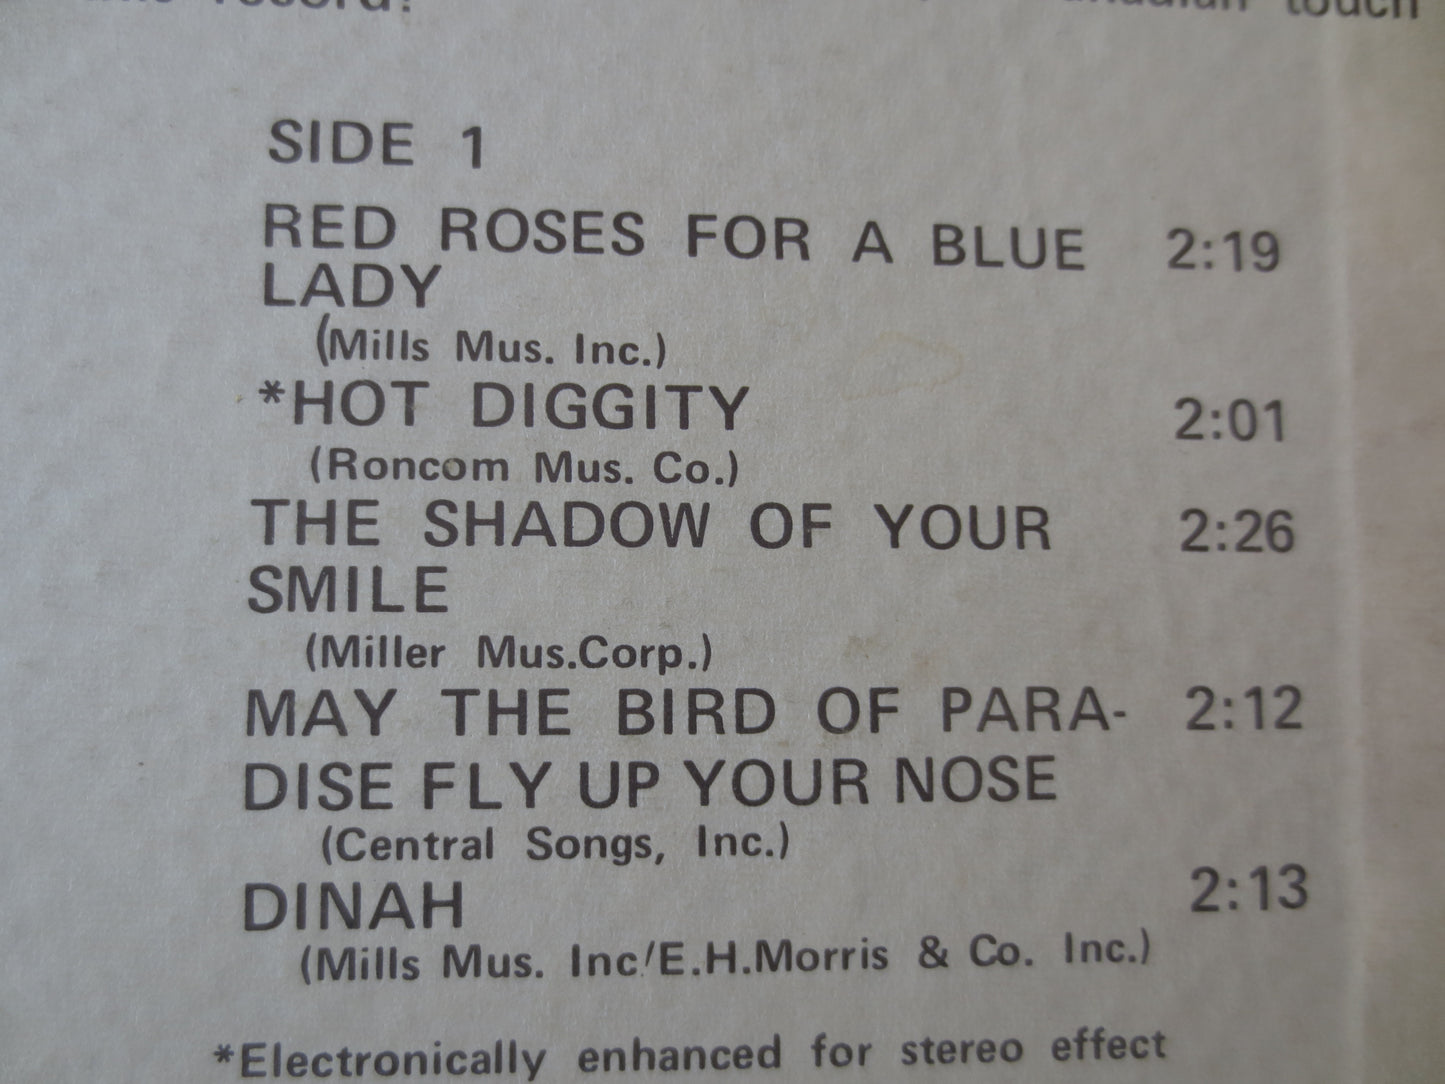 record?
touch
SIDE 1
RED ROSES FOR A BLUE 2:19
LADY
(Mills Mus. Inc.)
*HOT DIGGITY 2:01
(Roncom Mus. Co.)
THE SHADOW OF YOUR 2:26
SMILE
(Miller Mus.Corp.)
MAY THE BIRD OF PARA- 2:12
DISE FLY UP YOUR NOSE
(Central Songs, Inc.)
DINAH 2:13
(Mills Mus. Inc/E.H.Morris & Co. Inc.)
*Electronically enhanced for stereo effect